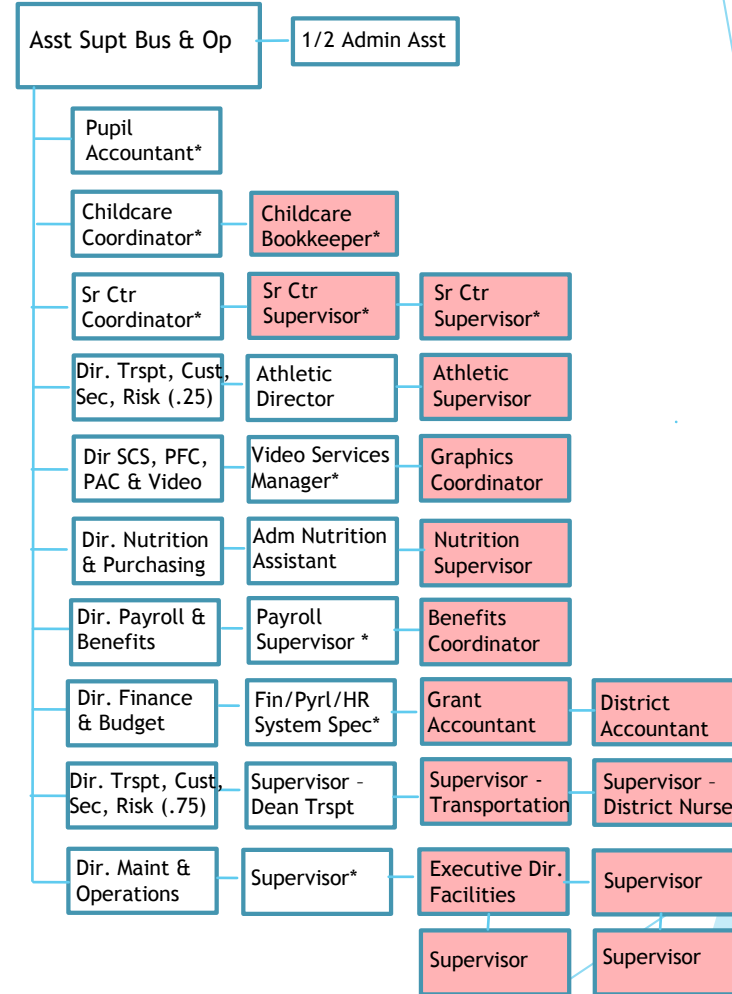 Asst Supt Bus & Op
1/2 Admin Asst
Pupil
Accountant*
Childcare
Coordinator*
Childcare
Bookkeeper*
Sr Ctr
Coordinator*
Sr Ctr
Supervisor*
Sr Ctr
Supervisor*
Dir. Trspt, Cust,
Sec, Risk (.25)
Athletic
Director
Athletic
Supervisor
Dir SCS, PFC,
PAC & Video
Video Services
Manager*
Graphics
Coordinator
Dir. Nutrition
& Purchasing
Adm Nutrition
Assistant
Nutrition
Supervisor
Dir. Payroll &
Benefits
Payroll
Supervisor *
Benefits
Coordinator
Dir. Finance
& Budget
Fin/Pyrl/HR
System Spec*
Grant
Accountant
District
Accountant
Dir. Trspt, Cust,
Sec, Risk (.75)
Supervisor –
Dean Trspt
Supervisor -
Transportation
Supervisor –
District Nurse
Dir. Maint &
Operations
Supervisor*
Executive Dir.
Facilities
Supervisor
Supervisor
Supervisor